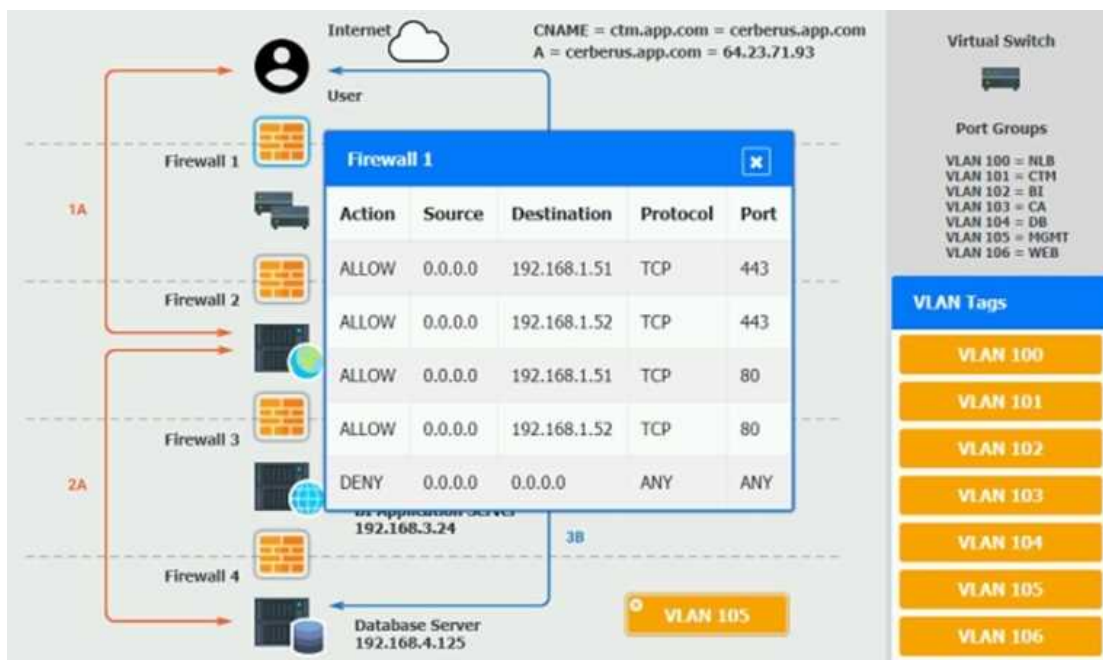 Internet
CNAME = ctm.app.com = cerberus.app.com
A = cerberus.app.com = 64.23.71.93
User
Firewall 1
1A
Firewall 2
Firewall 3
2A
Firewall 4
Firewall 1
Action Source Destination Protocol Port
ALLOW 0.0.0.0 192.168.1.51 TCP 443
ALLOW 0.0.0.0 192.168.1.52 TCP 443
ALLOW 0.0.0.0 192.168.1.51 TCP 80
ALLOW 0.0.0.0 192.168.1.52 TCP 80
DENY 0.0.0.0 0.0.0.0 ANY ANY
BI Application Server
192.168.3.24
3B
Database Server
192.168.4.125
VLAN 105
Virtual Switch
Port Groups
VLAN 100 = NLB
VLAN 101 = CTM
VLAN 102 = BI
VLAN 103 = CA
VLAN 104 = DB
VLAN 105 = MGMT
VLAN 106 = WEB
VLAN Tags
VLAN 100
VLAN 101
VLAN 102
VLAN 103
VLAN 104
VLAN 105
VLAN 106